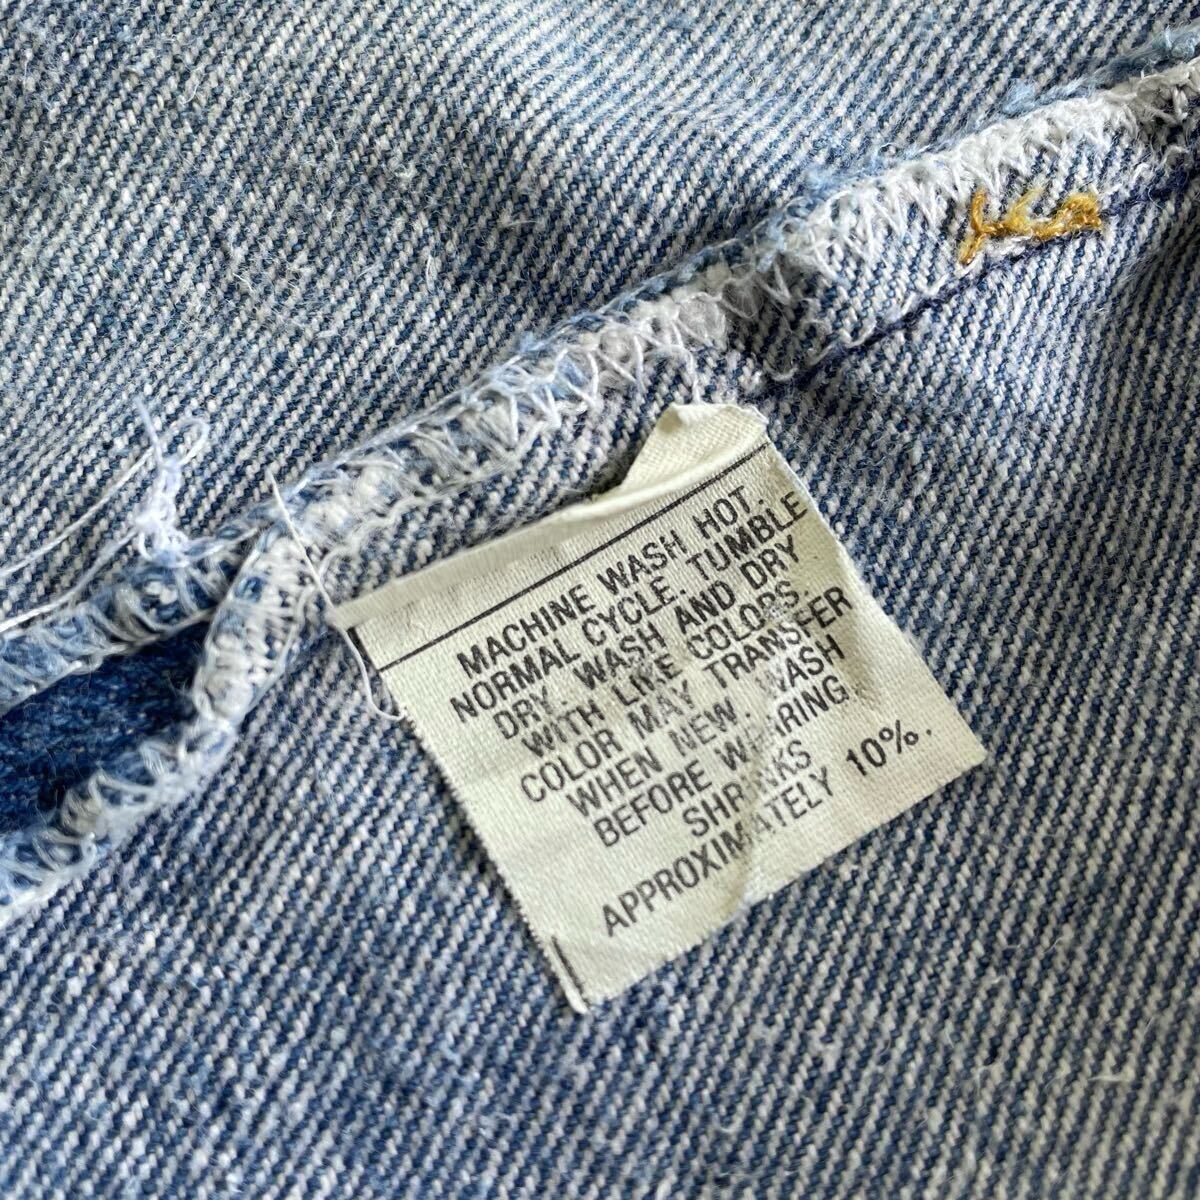 MACHINE WASH HOT.
NORMAL CYCLE. TUMBLE
DRY. WASH AND DRY
WITH LIKE COLORS.
COLOR MAY TRANSFER
WHEN NEW. WASH
BEFORE WEARING.
SHRINKS
APPROXIMATELY 10%.